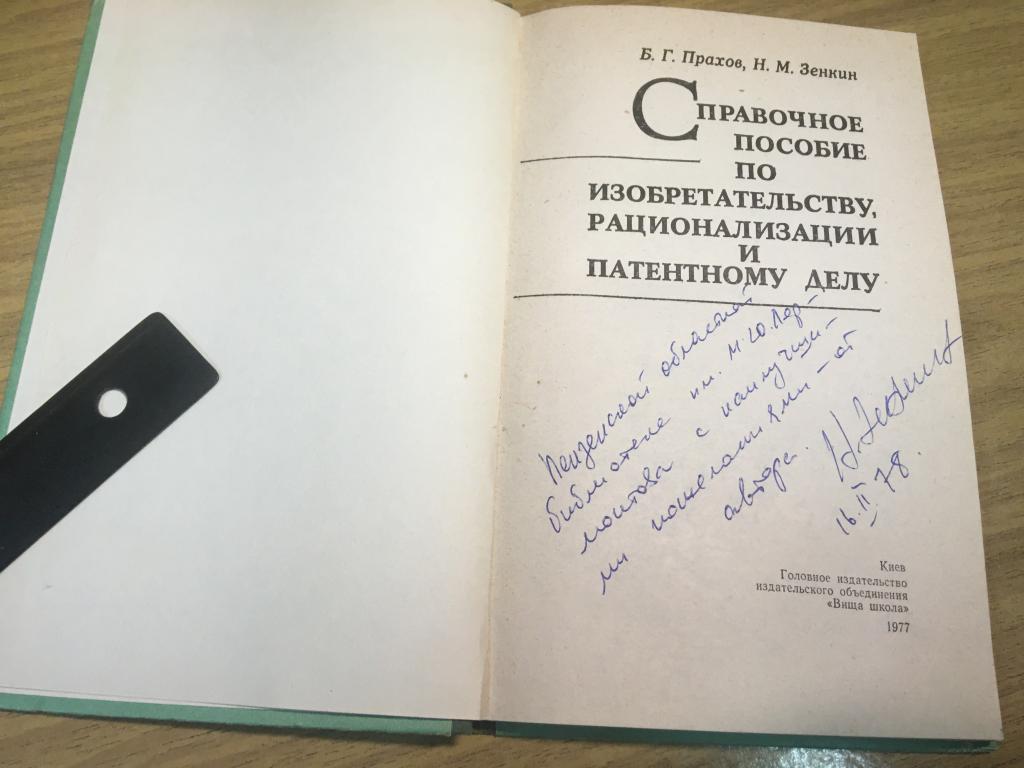 Б. Г. Прахов, Н. М. Зенкин
СПРАВОЧНОЕ
ПОСОБИЕ
ПО
ИЗОБРЕТАТЕЛЬСТВУ,
РАЦИОНАЛИЗАЦИИ
И
ПАТЕНТНОМУ ДЕЛУ
Пензенской областной
библиотеке им. М. Ю. Лер-
монтова с наилучши-
ми пожеланиями – от
автора. Н. Зенкин
16.II.78.
Киев
Головное издательство
издательского объединения
«Вища школа»
1977